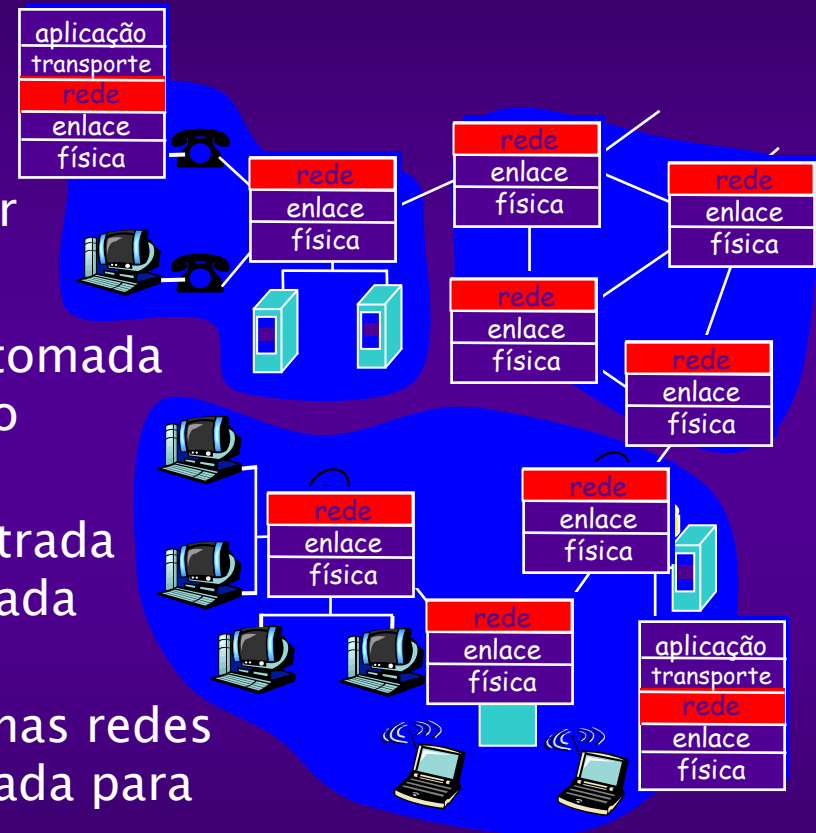 aplicação
transporte
rede
enlace
física
rede
enlace
física
rede
enlace
física
rede
enlace
física
rede
enlace
física
rede
enlace
física
r
tomada
o
trada
ada
nas redes
ada para
rede
enlace
física
rede
enlace
física
rede
enlace
física
aplicação
transporte
rede
enlace
física